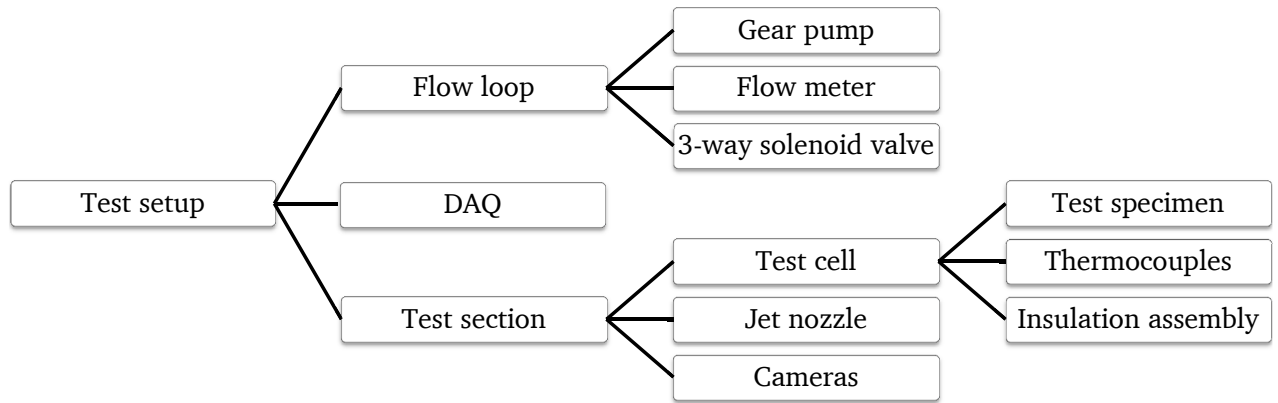 Test setup
Flow loop
Gear pump
Flow meter
3-way solenoid valve
DAQ
Test section
Test cell
Test specimen
Thermocouples
Insulation assembly
Jet nozzle
Cameras